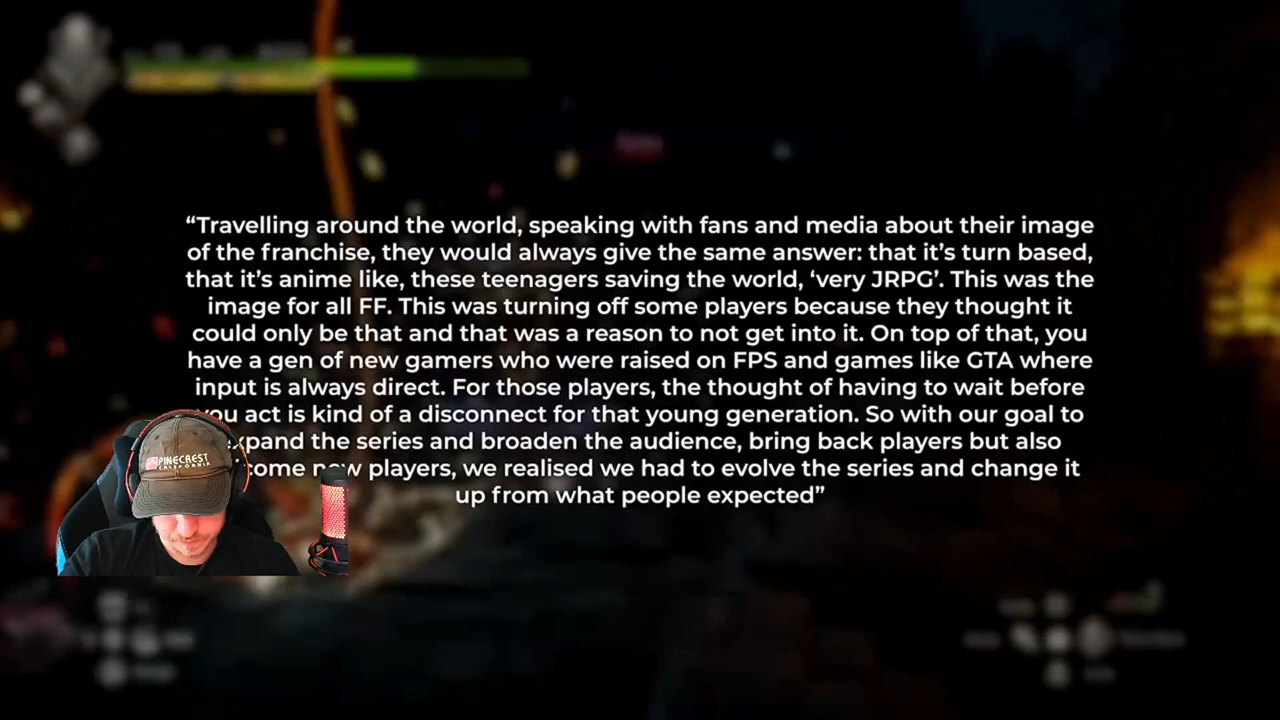 “Travelling around the world, speaking with fans and media about their image
of the franchise, they would always give the same answer: that it’s turn based,
that it’s anime like, these teenagers saving the world, ‘very JRPG’. This was the
image for all FF. This was turning off some players because they thought it
could only be that and that was a reason to not get into it. On top of that, you
have a gen of new gamers who were raised on FPS and games like GTA where
input is always direct. For those players, the thought of having to wait before
you act is kind of a disconnect for that young generation. So with our goal to
expand the series and broaden the audience, bring back players but also
new players, we realised we had to evolve the series and change it
up from what people expected”
PINECREST
CALIFORNIA